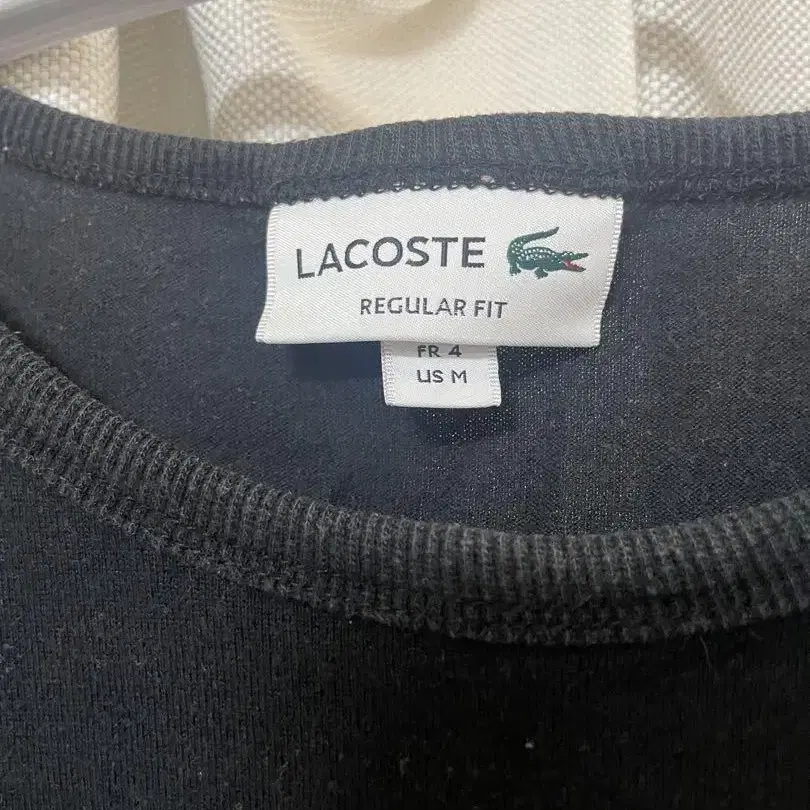 LACOSTE
REGULAR FIT
FR 4
US M